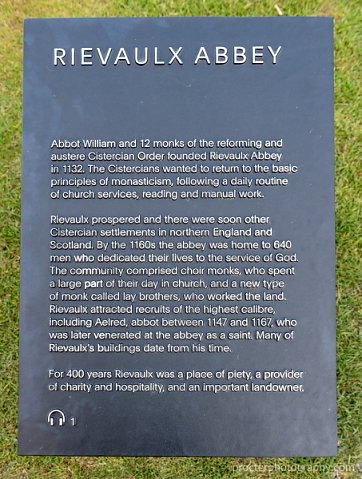 RIEVAULX ABBEY
Abbot William and 12 monks of the reforming and
austere Cistercian Order founded Rievaulx Abbey
in 1132. The Cistercians wanted to return to the basic
principles of monasticism, following a daily routine
of church services, reading and manual work.
Rievaulx prospered and there were soon other
Cistercian settlements in northern England and
Scotland. By the 1160s the abbey was home to 640
men who dedicated their lives to the service of God.
The community comprised choir monks, who spent
a large part of their day in church, and a new type
of monk called lay brothers, who worked the land.
Rievaulx attracted recruits of the highest calibre,
including Aelred, abbot between 1147 and 1167, who
was later venerated at the abbey as a saint. Many of
Rievaulx's buildings date from his time.
For 400 years Rievaulx was a place of piety, a provider
of charity and hospitality, and an important landowner.
1
procterphotography.com